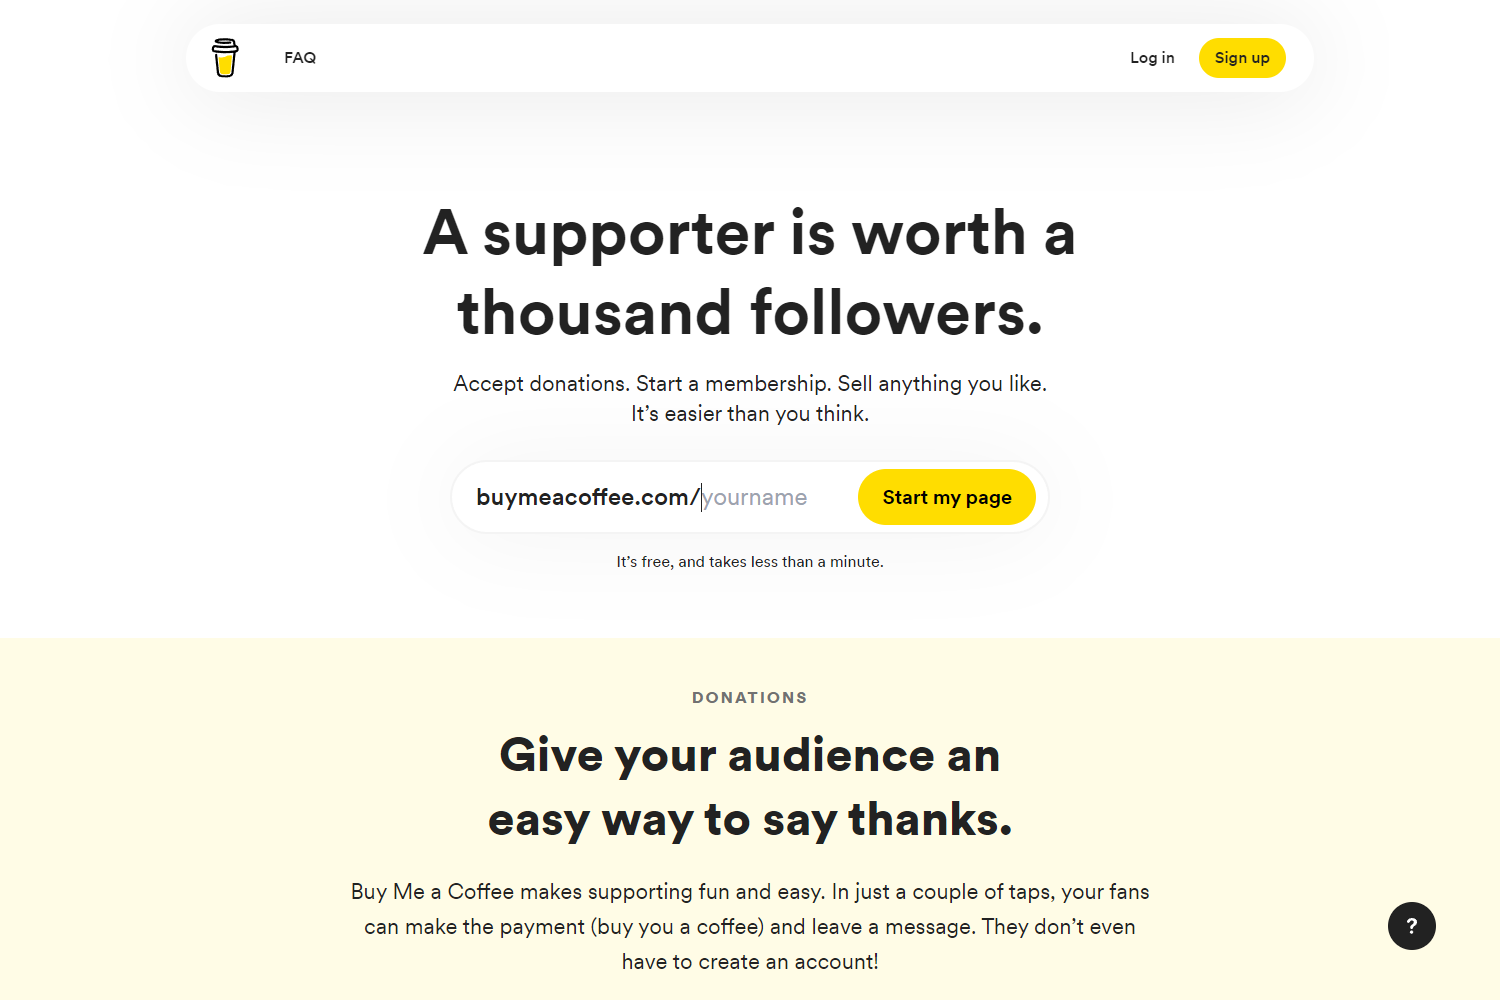 FAQ
Log in
Sign up
A supporter is worth a
thousand followers.
Accept donations. Start a membership. Sell anything you like.
It’s easier than you think.
buymeacoffee.com/yourname
Start my page
It’s free, and takes less than a minute.
DONATIONS
Give your audience an
easy way to say thanks.
Buy Me a Coffee makes supporting fun and easy. In just a couple of taps, your fans
can make the payment (buy you a coffee) and leave a message. They don’t even
have to create an account!
?